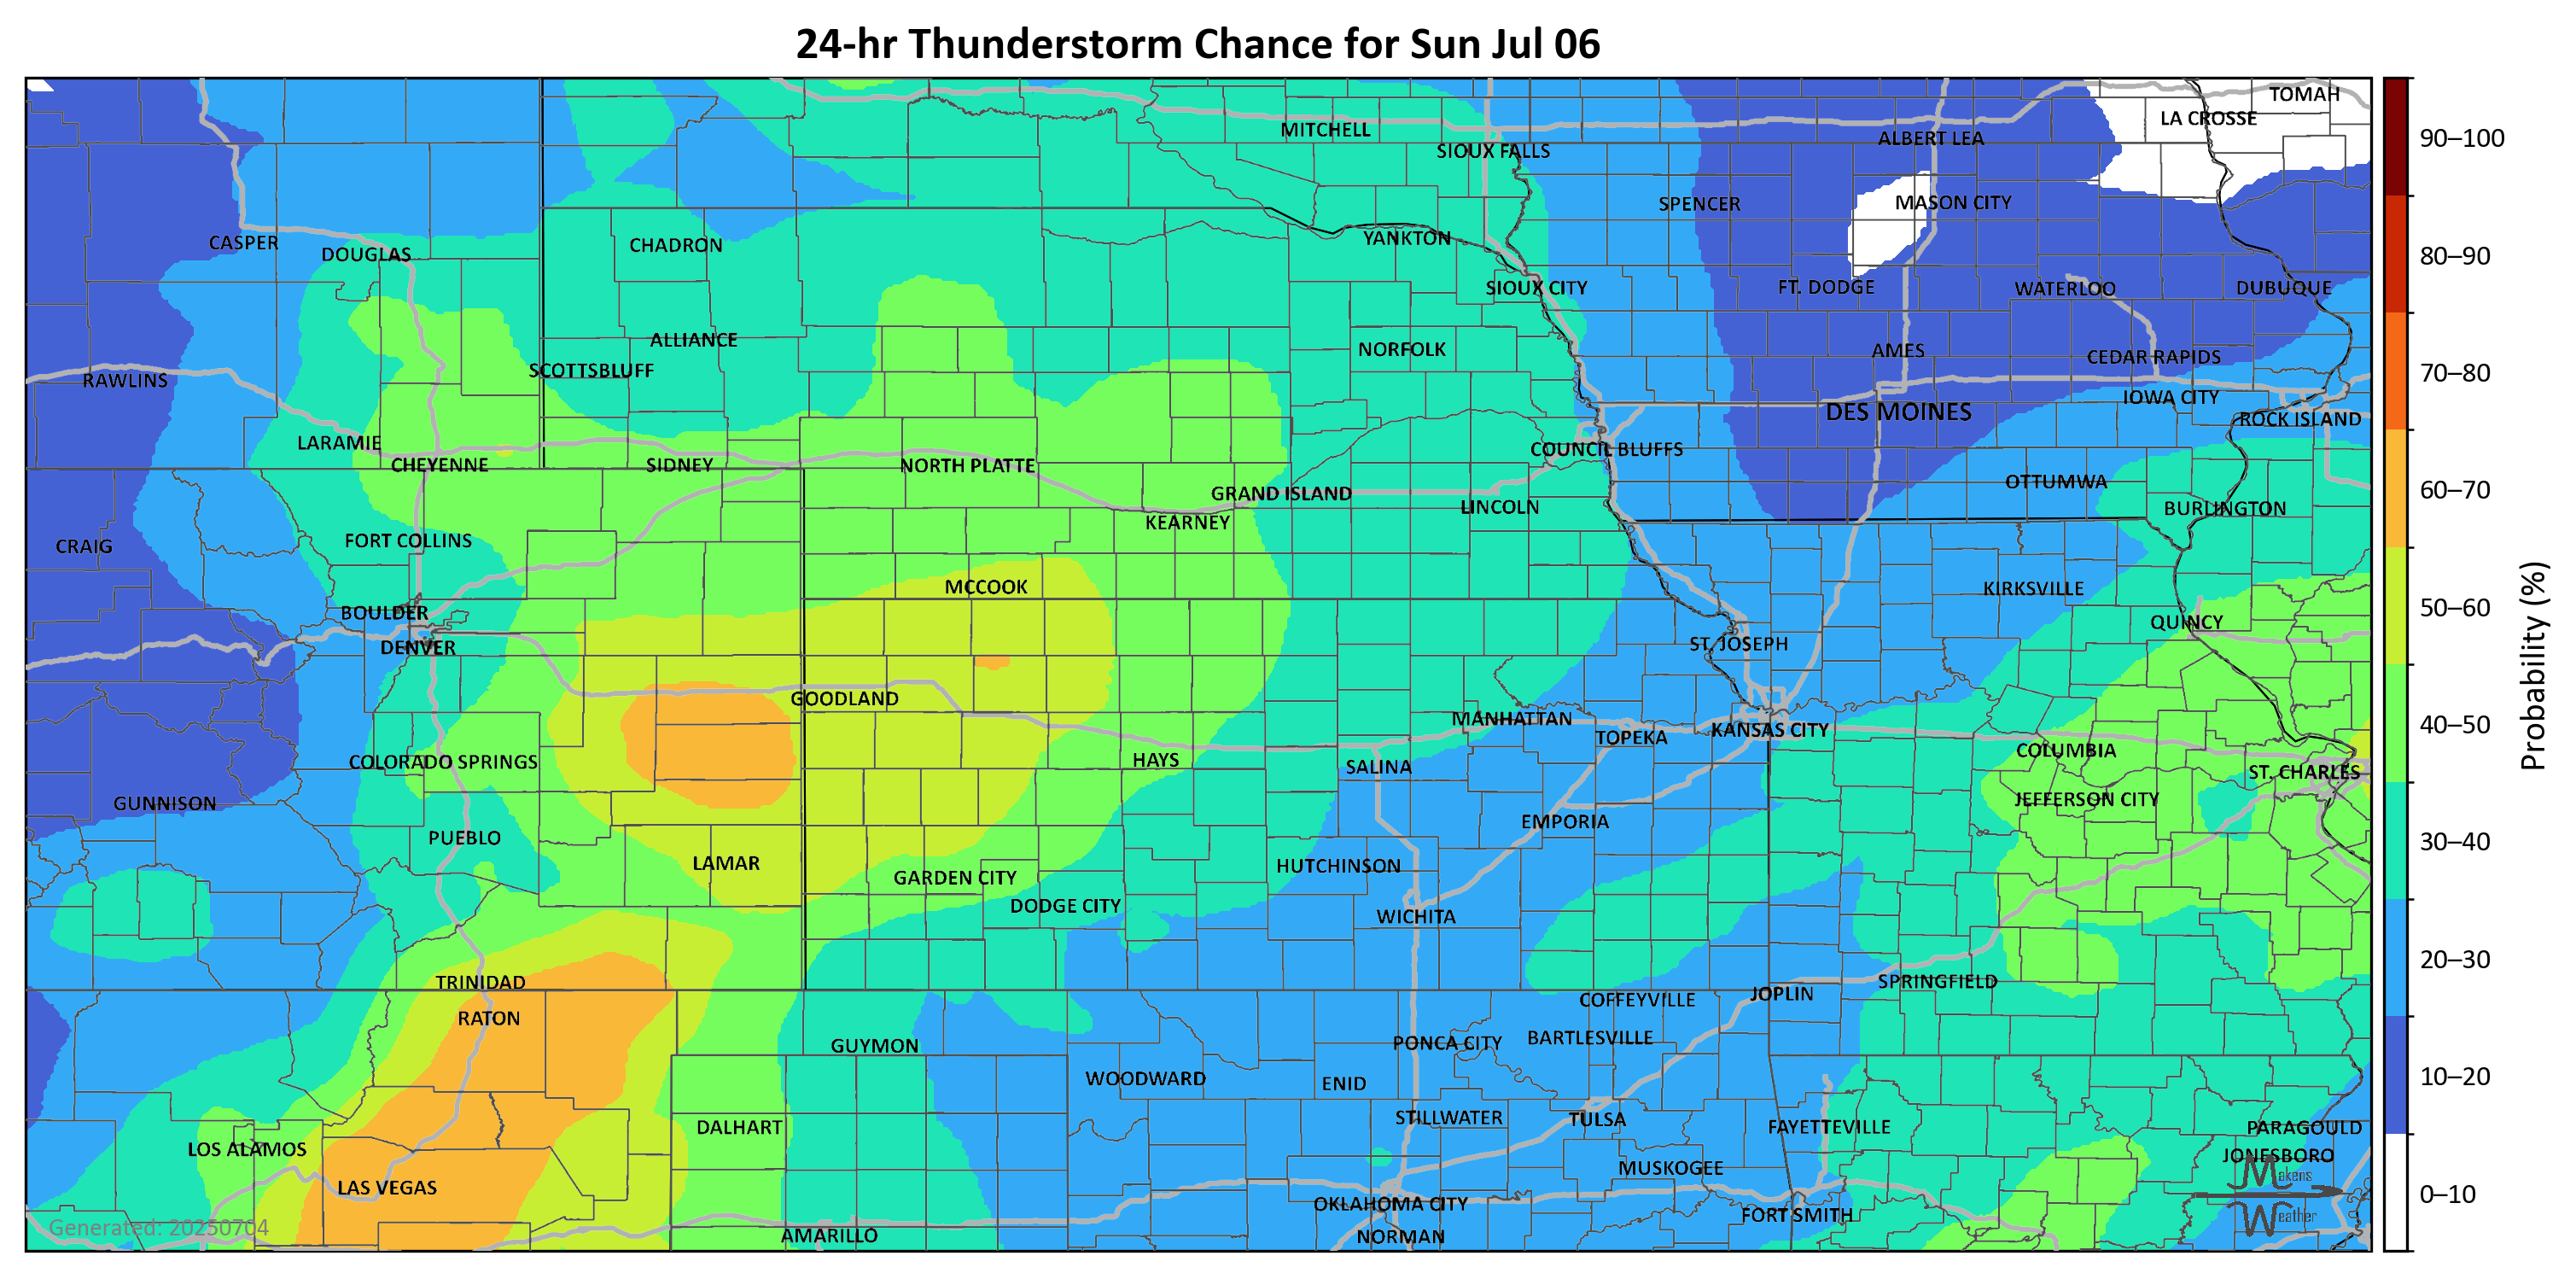 24-hr Thunderstorm Chance for Sun Jul 06
TOMAH
LA CROSSE
MITCHELL
ALBERT LEA
90–100
SIOUX FALLS
SPENCER
MASON CITY
CASPER
DOUGLAS
CHADRON
YANKTON
80–90
SIOUX CITY
FT. DODGE
WATERLOO
DUBUQUE
ALLIANCE
NORFOLK
AMES
CEDAR RAPIDS
RAWLINS
SCOTTSBLUFF
70–80
IOWA CITY
DES MOINES
ROCK ISLAND
LARAMIE
COUNCIL BLUFFS
CHEYENNE
SIDNEY
NORTH PLATTE
OTTUMWA
60–70
GRAND ISLAND
LINCOLN
BURLINGTON
KEARNEY
CRAIG
FORT COLLINS
MCCOOK
KIRKSVILLE
50–60
BOULDER
QUINCY
DENVER
ST. JOSEPH
Probability (%)
GOODLAND
MANHATTAN
KANSAS CITY
40–50
TOPEKA
COLUMBIA
COLORADO SPRINGS
HAYS
SALINA
ST. CHARLES
GUNNISON
JEFFERSON CITY
EMPORIA
PUEBLO
30–40
LAMAR
HUTCHINSON
GARDEN CITY
DODGE CITY
WICHITA
20–30
TRINIDAD
SPRINGFIELD
JOPLIN
COFFEYVILLE
RATON
GUYMON
PONCA CITY
BARTLESVILLE
WOODWARD
ENID
10–20
DALHART
STILLWATER
TULSA
FAYETTEVILLE
PARAGOULD
LOS ALAMOS
JONESBORO
MUSKOGEE
Makens
LAS VEGAS
0–10
OKLAHOMA CITY
FORT SMITH
Weather
Generated: 20250704
AMARILLO
NORMAN